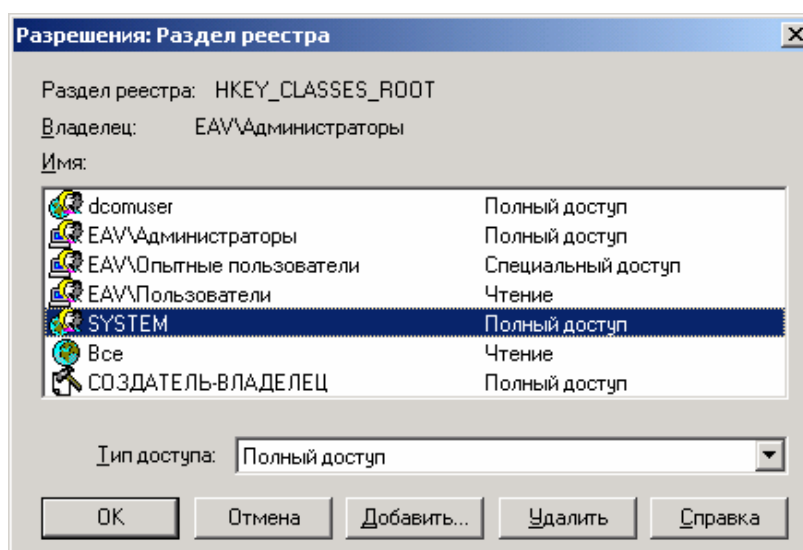 Разрешения: Раздел реестра
Раздел реестра: HKEY_CLASSES_ROOT
Владелец: EAV\Администраторы
Имя:
dcomuser Полный доступ
EAV\Администраторы Полный доступ
EAV\Опытные пользователи Специальный доступ
EAV\Пользователи Чтение
SYSTEM Полный доступ
Все Чтение
СОЗДАТЕЛЬ-ВЛАДЕЛЕЦ Полный доступ
Тип доступа: Полный доступ
OK Отмена Добавить... Удалить Справка